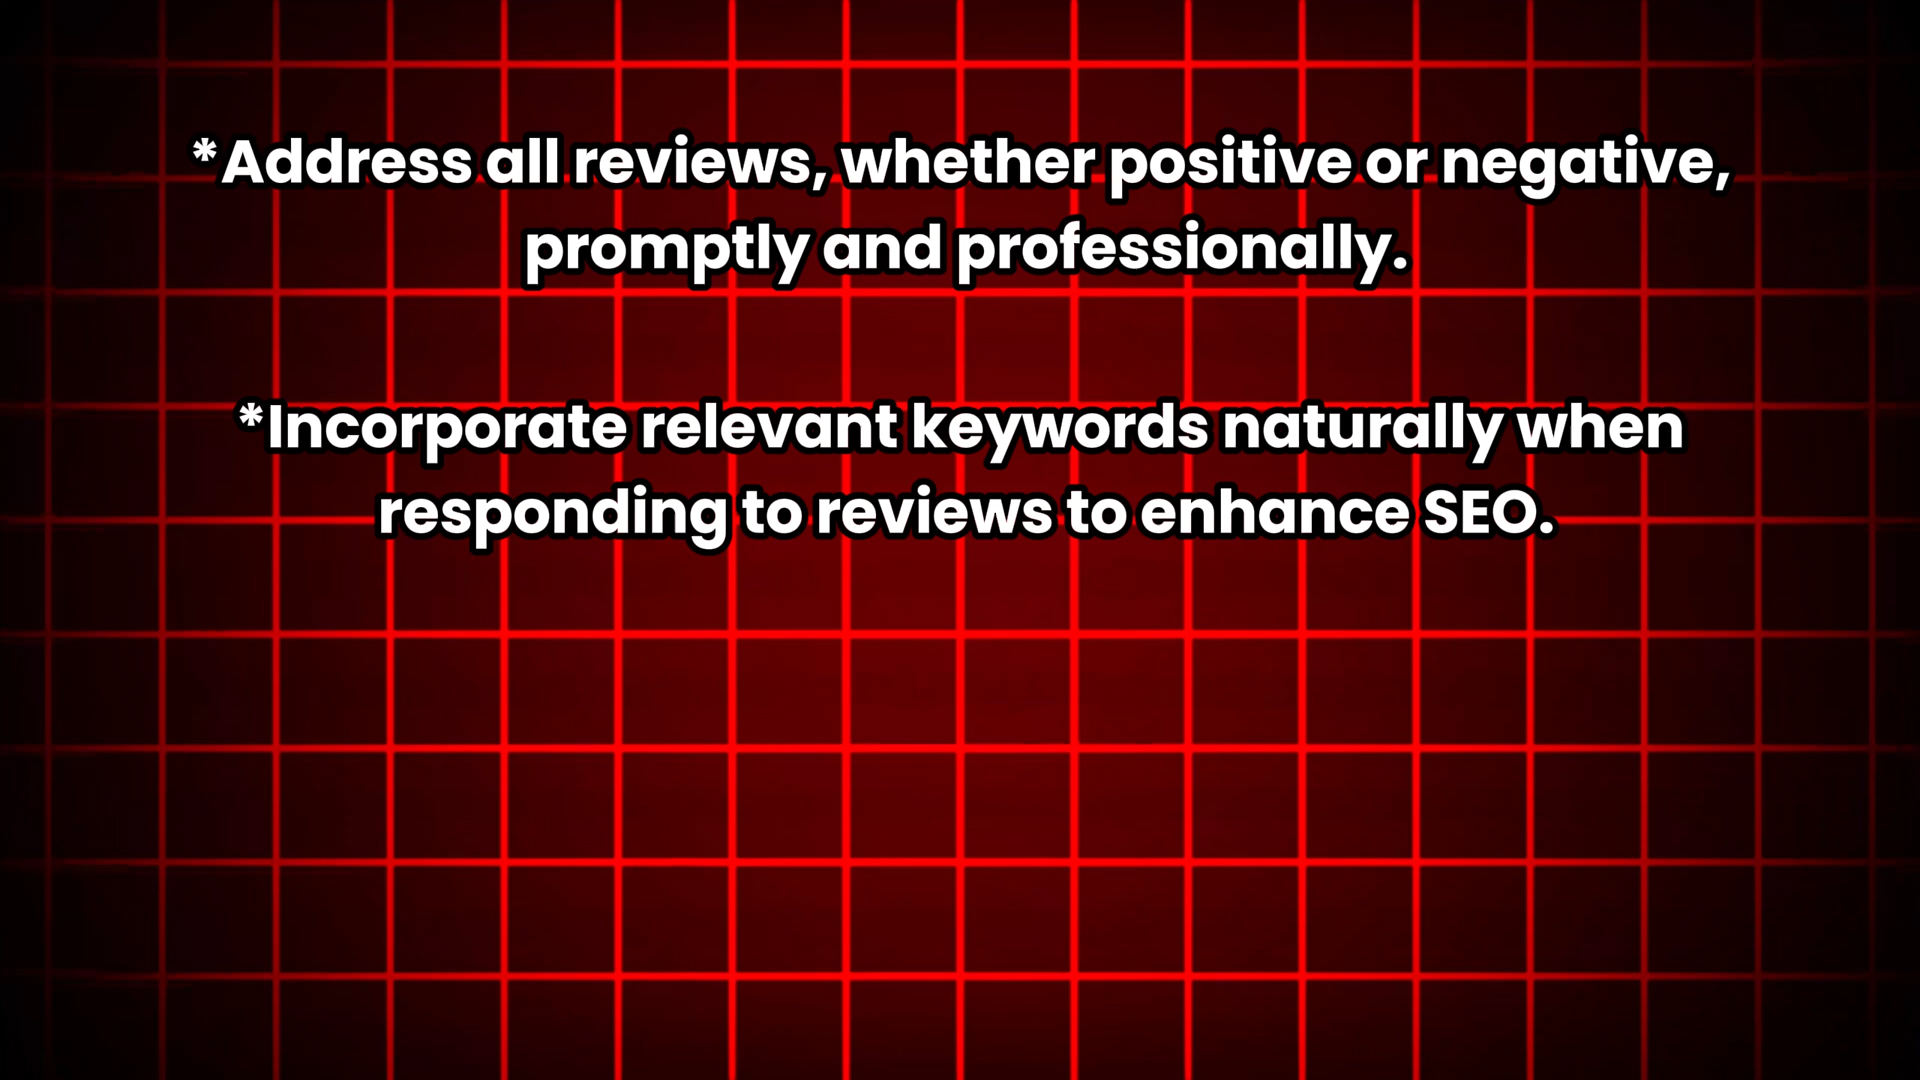 *Address all reviews, whether positive or negative,
promptly and professionally.
*Incorporate relevant keywords naturally when
responding to reviews to enhance SEO.